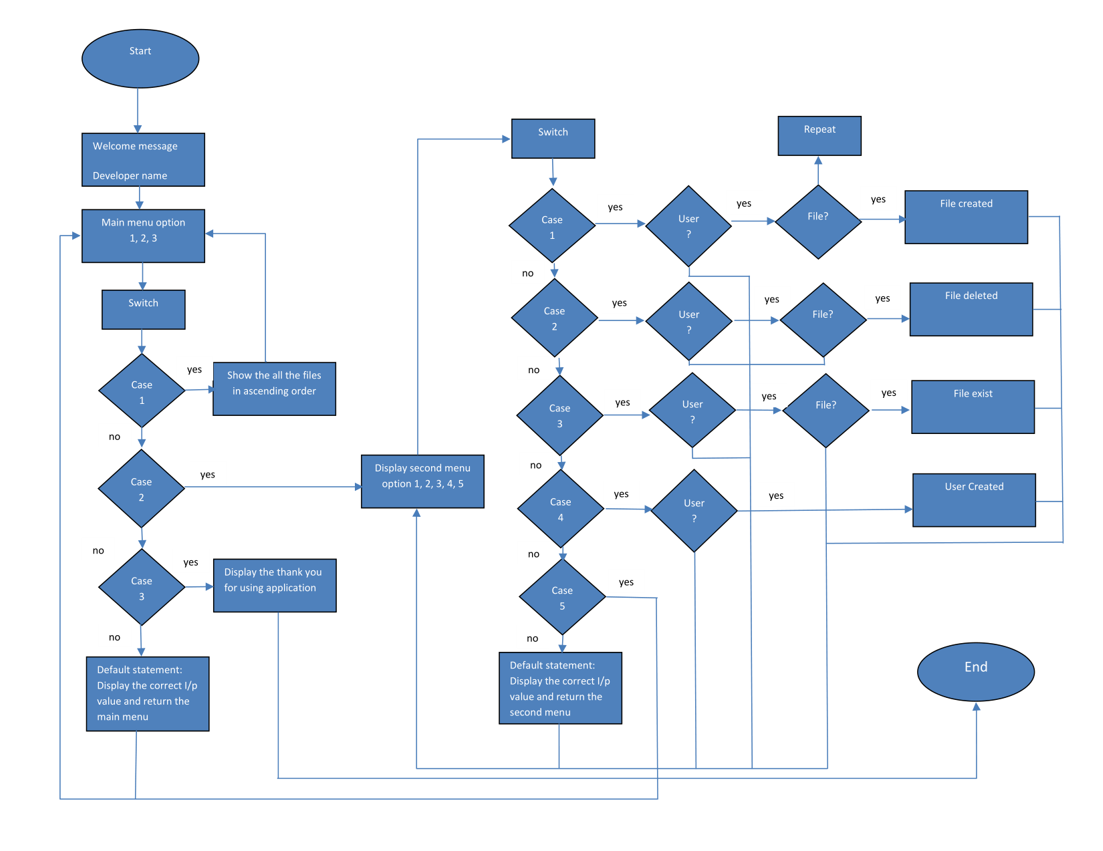 Start
Welcome message
Developer name
Main menu option
1, 2, 3
Switch
Case
1
yes
Show the all the files
in ascending order
no
Case
2
yes
no
Case
3
yes
Display the thank you
for using application
no
Default statement:
Display the correct I/p
value and return the
main menu
Display second menu
option 1, 2, 3, 4, 5
Switch
Case
1
yes
User
?
yes
File?
Repeat
yes
File created
no
Case
2
yes
User
?
yes
File?
yes
File deleted
no
Case
3
yes
User
?
yes
File?
yes
File exist
no
Case
4
yes
User
?
yes
User Created
no
Case
5
yes
no
Default statement:
Display the correct I/p
value and return the
second menu
End